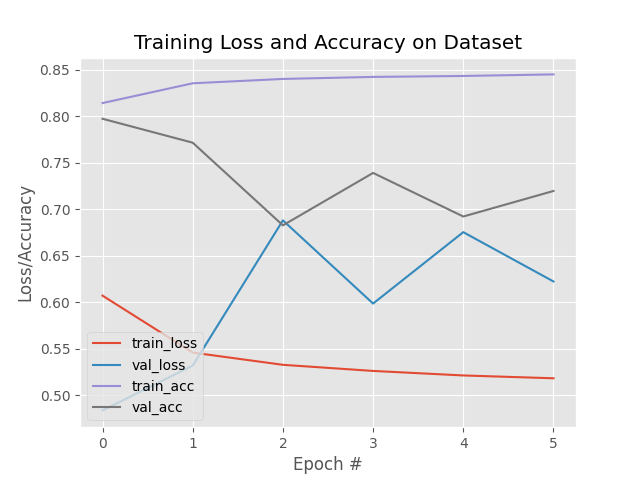 Training Loss and Accuracy on Dataset
0.85
0.80
0.75
0.70
0.65
0.60
0.55
0.50
Loss/Accuracy
train_loss
val_loss
train_acc
val_acc
0 1 2 3 4 5
Epoch #